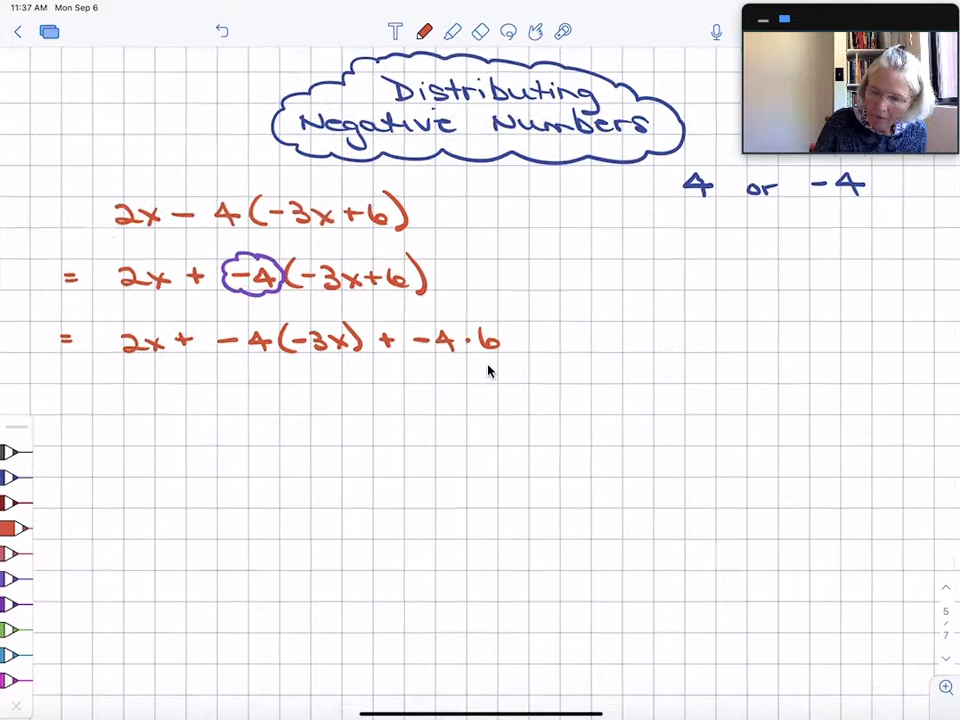 11:37 AM Mon Sep 6
T
Distributing
Negative Numbers
4 or -4
2x - 4(-3x+6)
= 2x + -4(-3x+6)
= 2x + -4(-3x) + -4 · 6
5
/
7